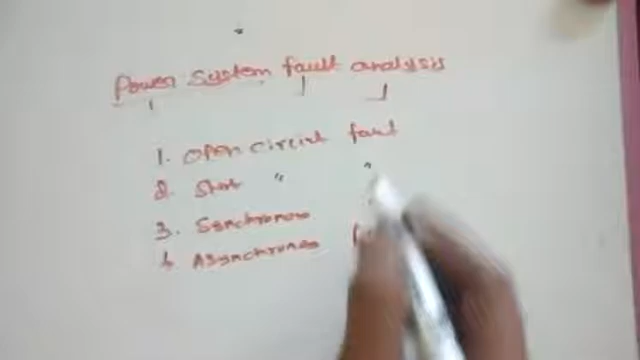 Power System fault analysis
1. Open circuit fault
2. Short " "
3. Synchronous
4. Asynchronous